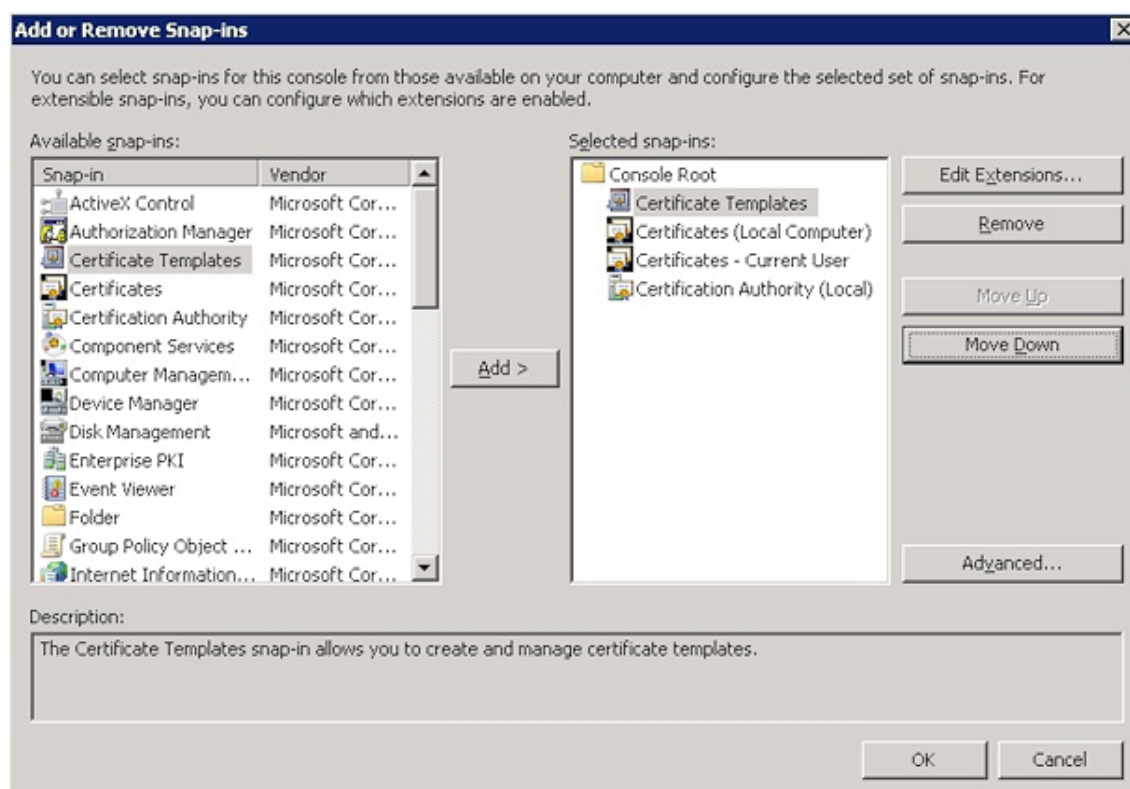 Add or Remove Snap-ins
You can select snap-ins for this console from those available on your computer and configure the selected set of snap-ins. For
extensible snap-ins, you can configure which extensions are enabled.
Available snap-ins:
Snap-in Vendor
ActiveX Control Microsoft Cor...
Authorization Manager Microsoft Cor...
Certificate Templates Microsoft Cor...
Certificates Microsoft Cor...
Certification Authority Microsoft Cor...
Component Services Microsoft Cor...
Computer Managem... Microsoft Cor...
Device Manager Microsoft Cor...
Disk Management Microsoft and...
Enterprise PKI Microsoft Cor...
Event Viewer Microsoft Cor...
Folder Microsoft Cor...
Group Policy Object ... Microsoft Cor...
Internet Information... Microsoft Cor...
Add >
Selected snap-ins:
Console Root
Certificate Templates
Certificates (Local Computer)
Certificates - Current User
Certification Authority (Local)
Edit Extensions...
Remove
Move Up
Move Down
Advanced...
Description:
The Certificate Templates snap-in allows you to create and manage certificate templates.
OK Cancel